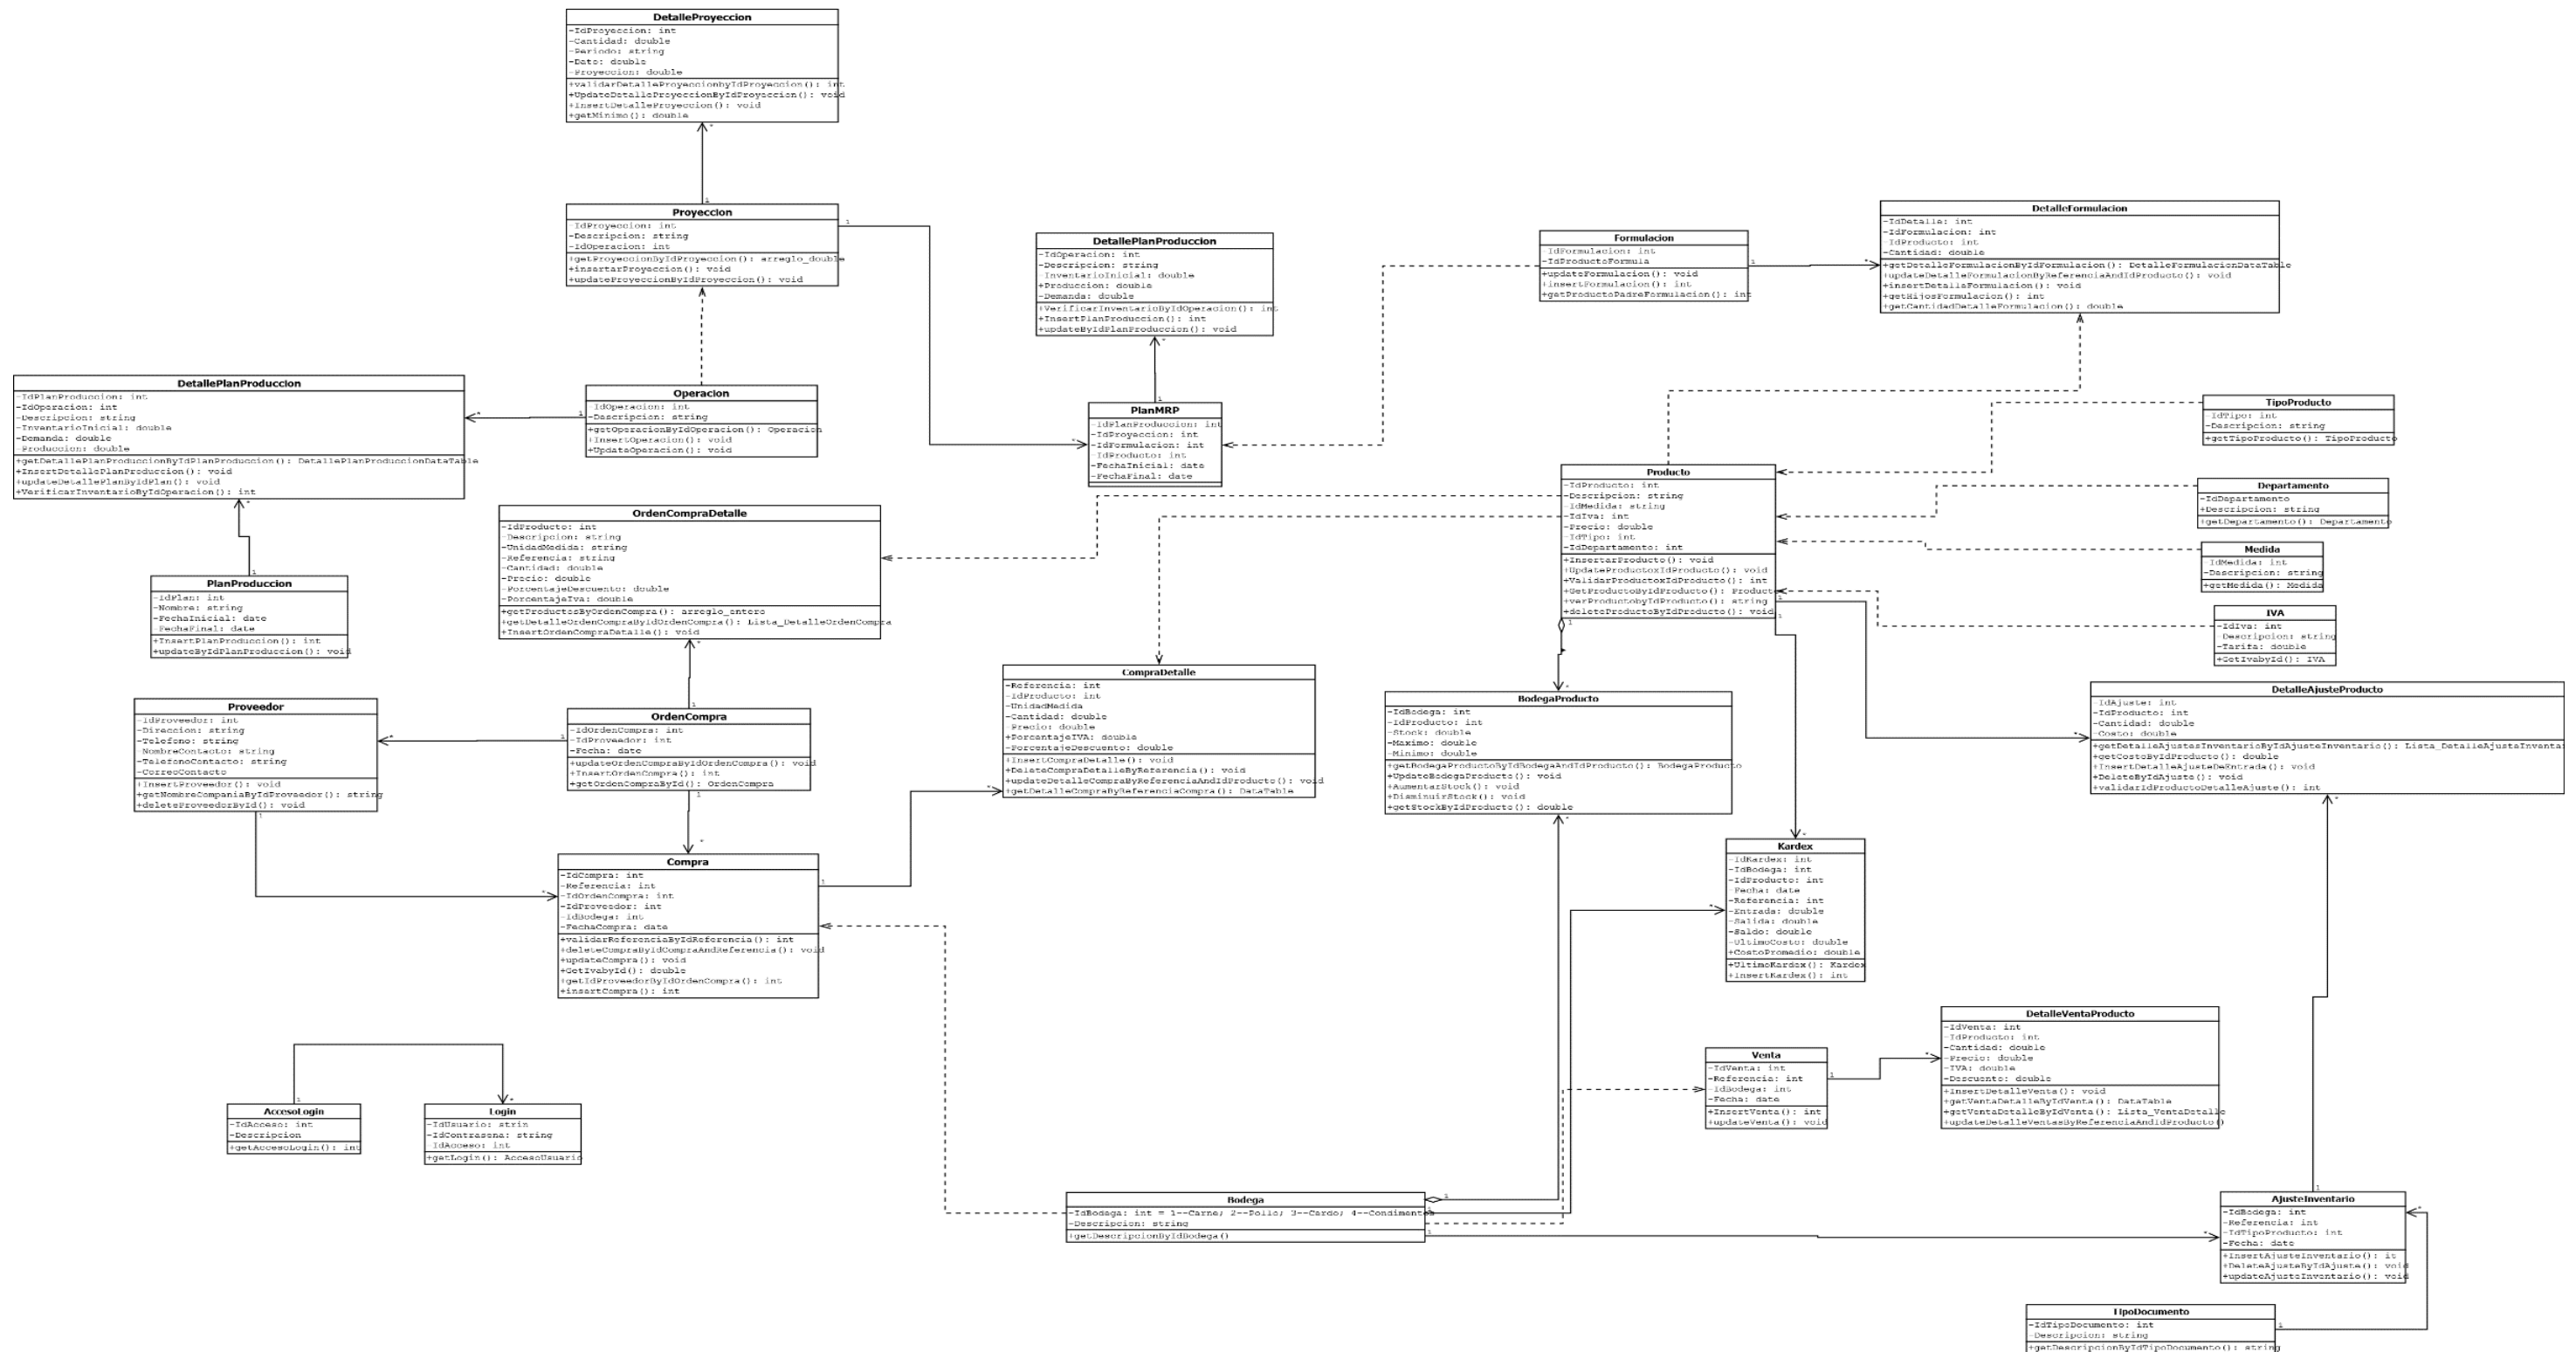 DetalleProyeccion
-IdProyeccion: int
-Cantidad: double
-Periodo: string
-Dato: double
-Proyeccion: double
+validarDetalleProyeccionbyIdProyeccion(): int
+UpdateDetalleProyeccionByIdProyeccion(): void
+InsertDetalleProyeccion(): void
+getMinimo(): double
Proyeccion
-IdProyeccion: int
-Descripcion: string
-IdOperacion: int
+getProyeccionByIdProyeccion(): arreglo_double
+insertarProyeccion(): void
+updateProyeccionByIdProyeccion(): void
DetallePlanProduccion
-IdOperacion: int
-Descripcion: string
-InventarioInicial: double
+Produccion: double
-Demanda: double
+VerificarInventarioByIdOperacion(): int
+InsertPlanProduccion(): int
+updateByIdPlanProduccion(): void
Formulacion
-IdFormulacion: int
-IdProductoFormula
+updateFormulacion(): void
+insertFormulacion(): int
+getProductoPadreFormulacion(): int
DetalleFormulacion
-IdDetalle: int
-IdFormulacion: int
-IdProducto: int
-Cantidad: double
+getDetalleFormulacionByIdFormulacion(): DetalleFormulacionDataTable
+updateDetalleFormulacionByReferenciaAndIdProducto(): void
+insertDetalleFormulacion(): void
+getHijosFormulacion(): int
+getCantidadDetalleFormulacion(): double
DetallePlanProduccion
-IdPlanProduccion: int
-IdOperacion: int
-Descripcion: string
-InventarioInicial: double
-Demanda: double
-Produccion: double
+getDetallePlanProduccionByIdPlanProduccion(): DetallePlanProduccionDataTable
+InsertDetallePlanProduccion(): void
+updateDetallePlanByIdPlan(): void
+VerificarInventarioByIdOperacion(): int
Operacion
-IdOperacion: int
-Descripcion: string
+getOperacionByIdOperacion(): Operacion
+InsertOperacion(): void
+UpdateOperacion(): void
PlanMRP
-IdPlanProduccion: int
-IdProyeccion: int
-IdFormulacion: int
-IdProducto: int
-FechaInicial: date
-FechaFinal: date
TipoProducto
-IdTipo: int
-Descripcion: string
+getTipoProducto(): TipoProducto
Producto
-IdProducto: int
-Descripcion: string
-IdMedida: string
-IdIva: int
-Precio: double
-IdTipo: int
-IdDepartamento: int
+InsertarProducto(): void
+UpdateProductoxIdProducto(): void
+ValidarProductoxIdProducto(): int
+GetProductoByIdProducto(): Product
+verProductobyIdProducto(): string
+deleteProductoByIdProducto(): void
Departamento
-IdDepartamento
+Descripcion: string
+getDepartamento(): Departamento
Medida
-IdMedida: int
-Descripcion: string
+getMedida(): Medida
IVA
-IdIva: int
-Descripcion: string
-Tarifa: double
+GetIvabyId(): IVA
OrdenCompraDetalle
-IdProducto: int
-Descripcion: string
-UnidadMedida: string
-Referencia: string
-Cantidad: double
-Precio: double
-PorcentajeDescuento: double
-PorcentajeIva: double
+getProductosByOrdenCompra(): arreglo_entero
+getDetalleOrdenCompraByIdOrdenCompra(): Lista_DetalleOrdenCompra
+InsertOrdenCompraDetalle(): void
PlanProduccion
-IdPlan: int
-Nombre: string
-FechaInicial: date
-FechaFinal: date
+InsertPlanProduccion(): int
+updateByIdPlanProduccion(): void
Proveedor
-IdProveedor: int
-Direccion: string
-Telefono: string
-NombreContacto: string
-TelefonoContacto: string
-CorreoContacto
+InsertProveedor(): void
+getNombreCompaniaByIdProveedor(): string
+deleteProveedorById(): void
OrdenCompra
-IdOrdenCompra: int
-IdProveedor: int
-Fecha: date
+updateOrdenCompraByIdOrdenCompra(): void
+InsertOrdenCompra(): int
+getOrdenCompraById(): OrdenCompra
CompraDetalle
-Referencia: int
-IdProducto: int
-UnidadMedida
-Cantidad: double
-Precio: double
+PorcentajeIVA: double
-PorcentajeDescuento: double
+InsertCompraDetalle(): void
+DeleteCompraDetalleByReferencia(): void
+updateDetalleCompraByReferenciaAndIdProducto(): void
+getDetalleCompraByReferenciaCompra(): DataTable
BodegaProducto
-IdBodega: int
-IdProducto: int
-Stock: double
-Maximo: double
-Minimo: double
+getBodegaProductoByIdBodegaAndIdProducto(): BodegaProducto
+UpdateBodegaProducto(): void
+AumentarStock(): void
+DisminuirStock(): void
+getStockByIdProducto(): double
DetalleAjusteProducto
-IdAjuste: int
-IdProducto: int
-Cantidad: double
-Costo: double
+getDetalleAjustesInventarioByIdAjusteInventario(): Lista_DetalleAjusteInventar
+getCostoByIdProducto(): double
+InsertDetalleAjusteDeEntrada(): void
+DeleteByIdAjuste(): void
+validarIdProductoDetalleAjuste(): int
Compra
-IdCompra: int
-Referencia: int
-IdOrdenCompra: int
-IdProveedor: int
-IdBodega: int
-FechaCompra: date
+validarReferenciaByIdReferencia(): int
+deleteCompraByIdCompraAndReferencia(): void
+updateCompra(): void
+GetIvabyId(): double
+getIdProveedorByIdOrdenCompra(): int
+insertCompra(): int
Kardex
-IdKardex: int
-IdBodega: int
-IdProducto: int
-Fecha: date
-Referencia: int
-Entrada: double
-Salida: double
-Saldo: double
-UltimoCosto: double
+CostoPromedio: double
+UltimoKardex(): Kardex
+InsertKardex(): int
DetalleVentaProducto
-IdVenta: int
-IdProducto: int
-Cantidad: double
-Precio: double
-IVA: double
-Descuento: double
+InsertDetalleVenta(): void
+getVentaDetalleByIdVenta(): DataTable
+getVentaDetalleByIdVenta(): Lista_VentaDetalle
+updateDetalleVentasByReferenciaAndIdProducto()
Venta
-IdVenta: int
-Referencia: int
-IdBodega: int
-Fecha: date
+InsertVenta(): int
+updateVenta(): void
AccesoLogin
-IdAcceso: int
-Descripcion
+getAccesoLogin(): int
Login
-IdUsuario: strin
-IdContrasena: string
-IdAcceso: int
+getLogin(): AccesoUsuario
Bodega
-IdBodega: int = 1--Carne; 2--Pollo; 3--Cerdo; 4--Condimentos
-Descripcion: string
+getDescripcionByIdBodega()
AjusteInventario
-IdBodega: int
-Referencia: int
-IdTipoProducto: int
-Fecha: date
+InsertAjusteInventario(): it
+DeleteAjusteByIdAjuste(): void
+updateAjusteInventario(): void
TipoDocumento
-IdTipoDocumento: int
-Descripcion: string
+getDescripcionByIdTipoDocumento(): string